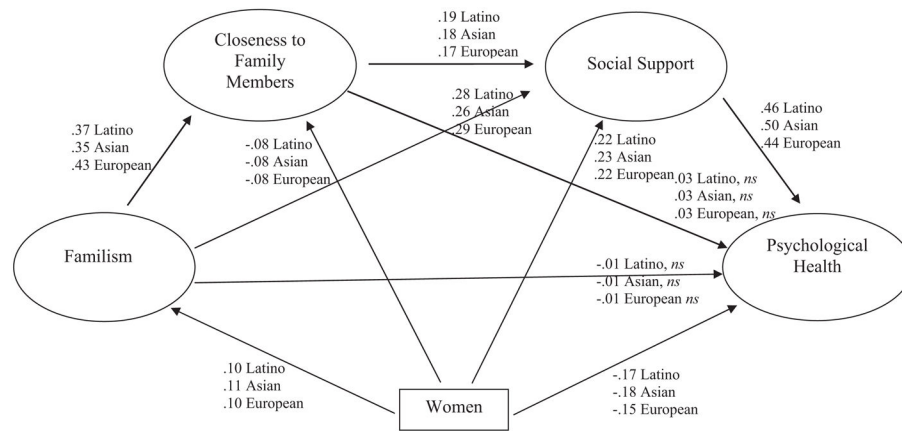 Closeness to
Family
Members
.19 Latino
.18 Asian
.17 European
Social Support
.37 Latino
.35 Asian
.43 European
-.08 Latino
-.08 Asian
-.08 European
.28 Latino
.26 Asian
.29 European
.22 Latino
.23 Asian
.22 European
.46 Latino
.50 Asian
.44 European
.03 Latino, ns
.03 Asian, ns
.03 European, ns
Familism
Psychological
Health
-.01 Latino, ns
-.01 Asian, ns
-.01 European ns
.10 Latino
.11 Asian
.10 European
Women
-.17 Latino
-.18 Asian
-.15 European